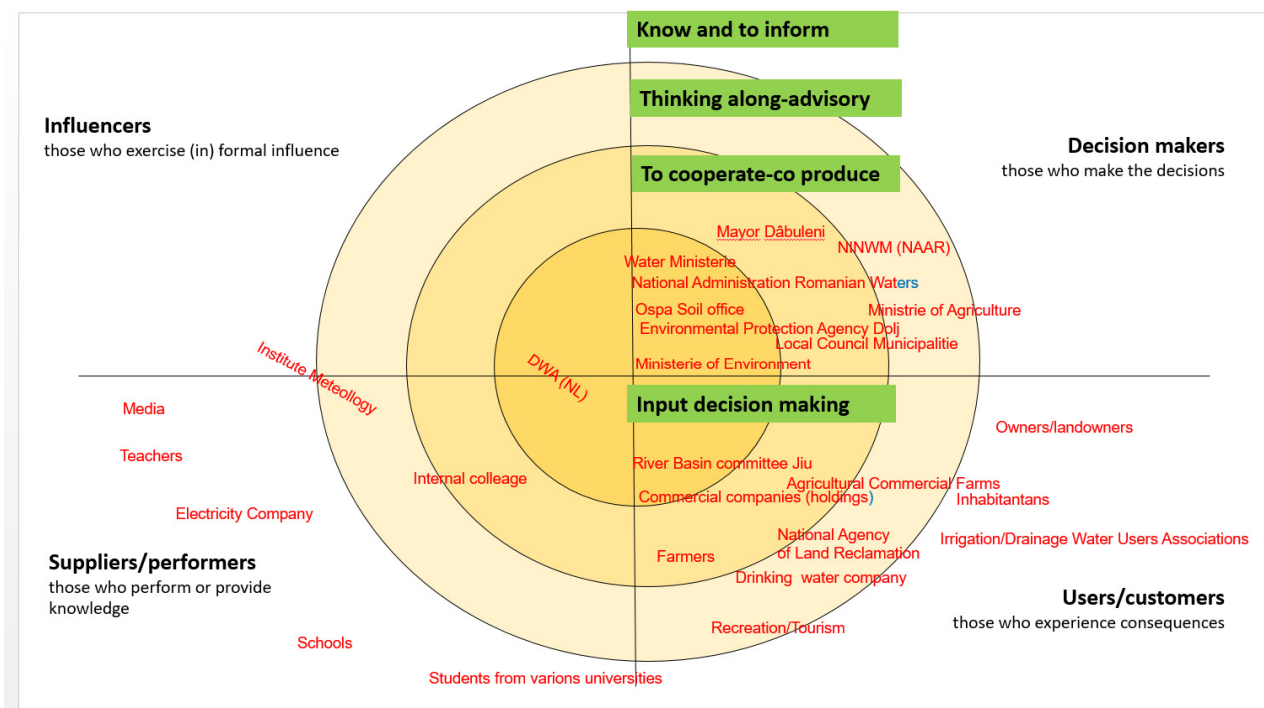 Know and to inform
Thinking along-advisory
Influencers
those who exercise (in) formal influence
Decision makers
those who make the decisions
To cooperate-co produce
Mayor Dâbuleni
NINWM (NAAR)
Water Ministerie
National Administration Romanian Waters
Ospa Soil office
Ministrie of Agriculture
Environmental Protection Agency Dolj
Local Council Municipalitie
Ministerie of Environment
Institute Meteollogy
DWA (NL)
Input decision making
Media
Owners/landowners
Teachers
River Basin committee Jiu
Internal colleage
Agricultural Commercial Farms
Commercial companies (holdings)
Inhabitantans
Electricity Company
National Agency
of Land Reclamation
Irrigation/Drainage Water Users Associations
Farmers
Drinking water company
Suppliers/performers
those who perform or provide
knowledge
Users/customers
those who experience consequences
Recreation/Tourism
Schools
Students from varions universities